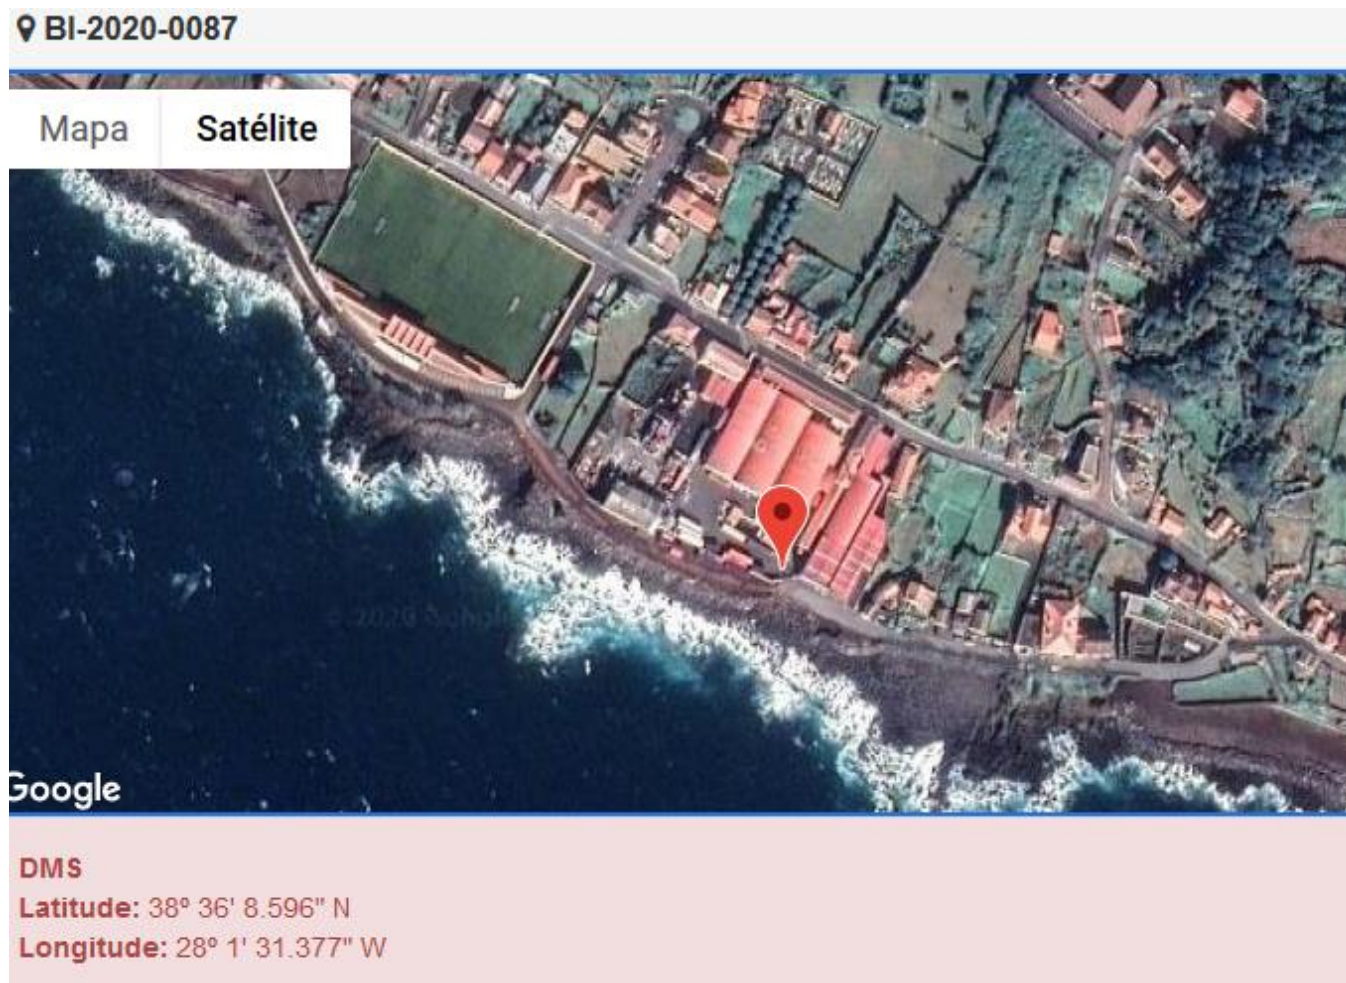 BI-2020-0087
Mapa Satélite
Google
DMS
Latitude: 38º 36' 8.596" N
Longitude: 28º 1' 31.377" W